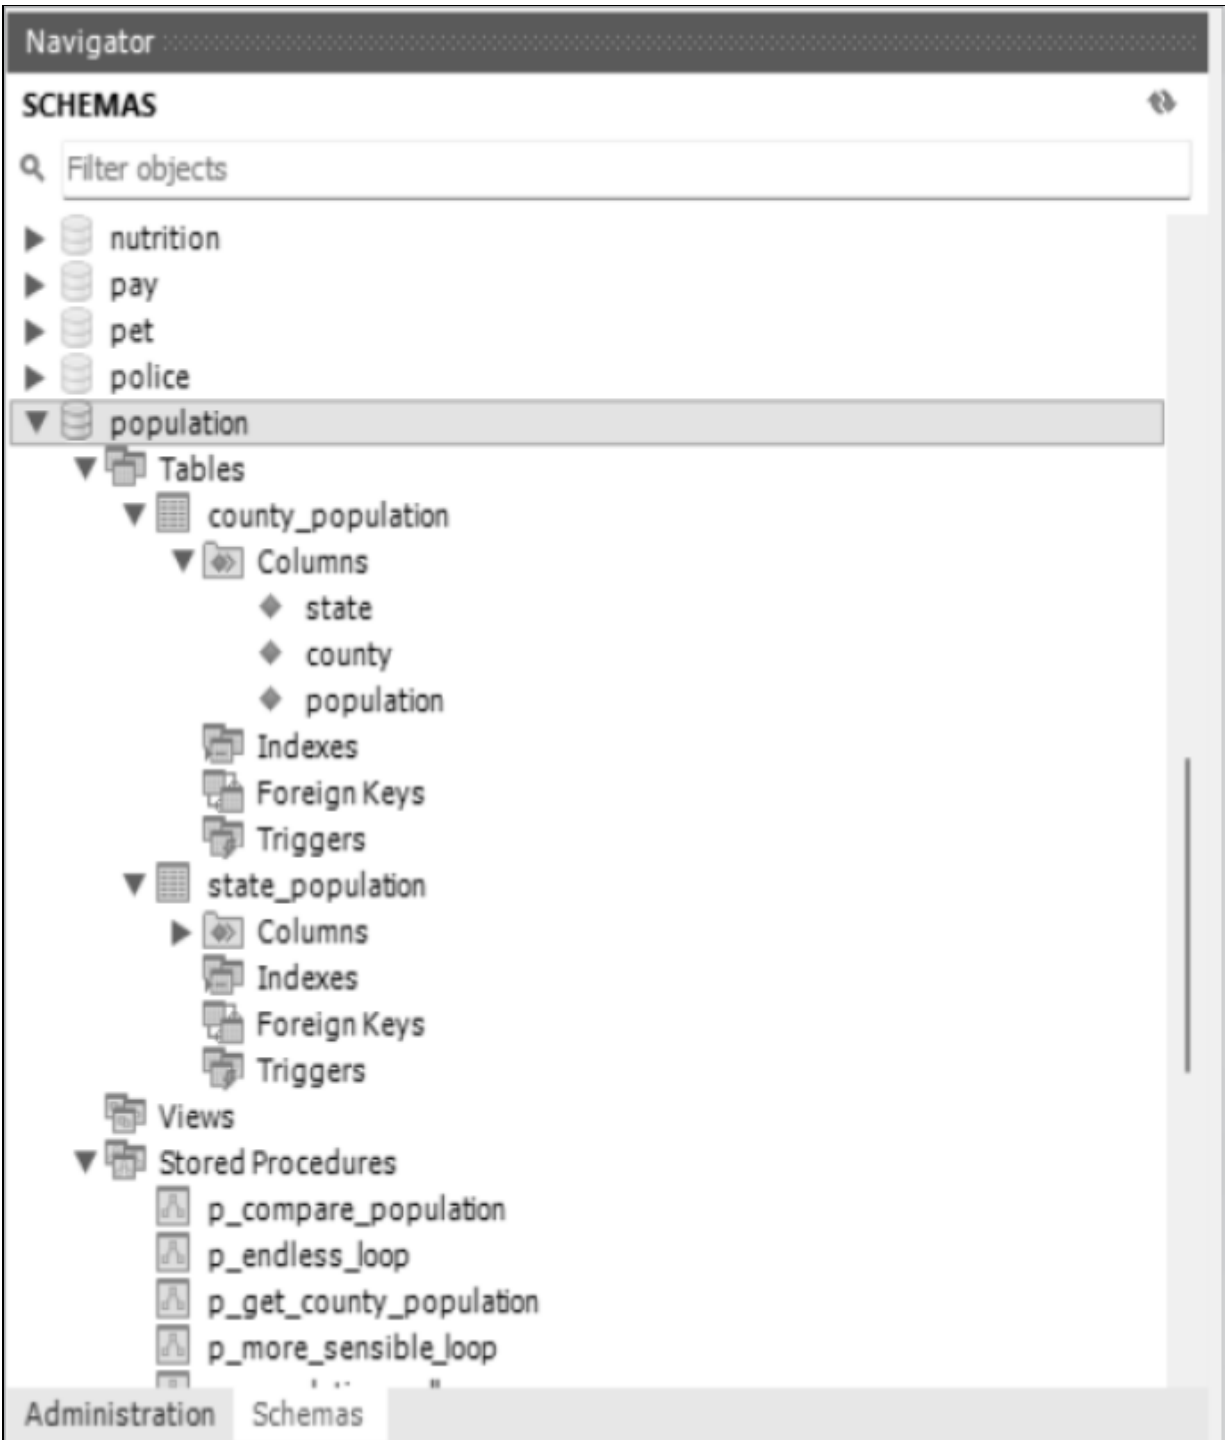 Navigator
SCHEMAS
Filter objects
nutrition
pay
pet
police
population
Tables
county_population
Columns
state
county
population
Indexes
Foreign Keys
Triggers
state_population
Columns
Indexes
Foreign Keys
Triggers
Views
Stored Procedures
p_compare_population
p_endless_loop
p_get_county_population
p_more_sensible_loop
Administration Schemas